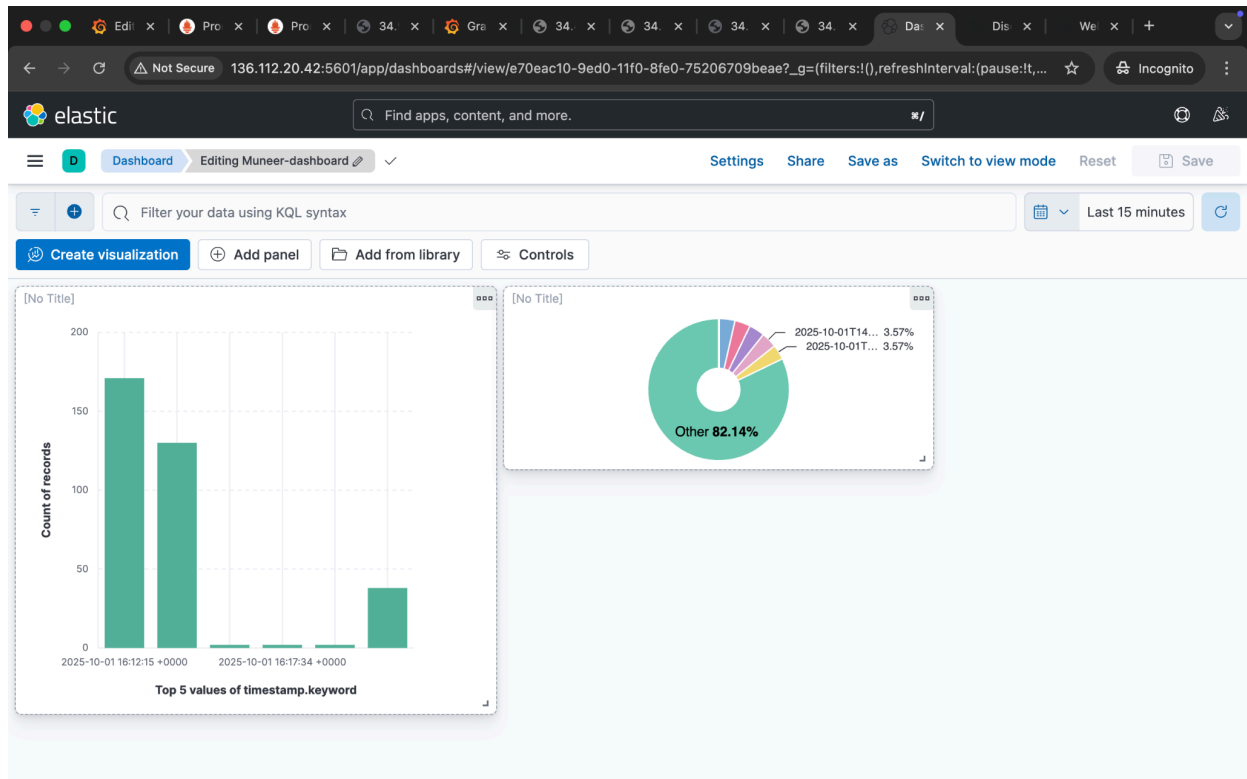 Edi
Pro
Pro
34.
Gra
34.
34.
34.
34.
Das
Dis
Wel
Not Secure 136.112.20.42:5601/app/dashboards#/view/e70eac10-9ed0-11f0-8fe0-75206709beae?_g=(filters:!(),refreshInterval:(pause:!t,...
Incognito
elastic
Find apps, content, and more.
⌘/
D
Dashboard
Editing Muneer-dashboard
Settings
Share
Save as
Switch to view mode
Reset
Save
Filter your data using KQL syntax
Last 15 minutes
Create visualization
Add panel
Add from library
Controls
[No Title]
200
150
100
50
0
Count of records
2025-10-01 16:12:15 +0000
2025-10-01 16:17:34 +0000
Top 5 values of timestamp.keyword
[No Title]
2025-10-01T14... 3.57%
2025-10-01T... 3.57%
Other 82.14%